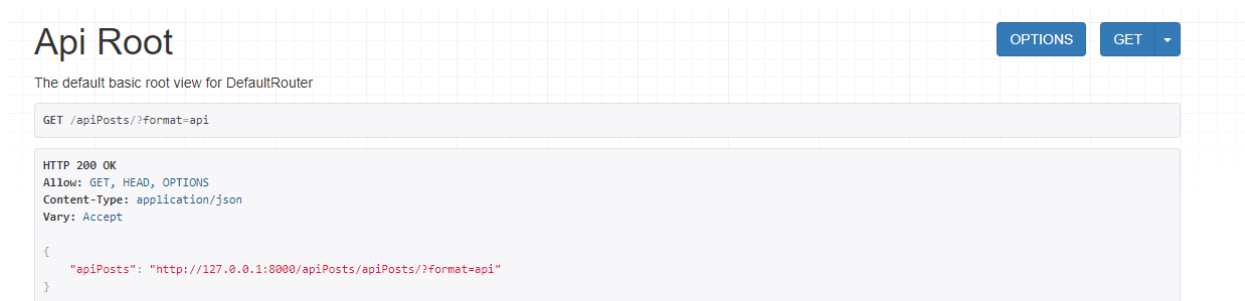 Api Root
OPTIONS
GET
The default basic root view for DefaultRouter
GET /apiPosts/?format=api
HTTP 200 OK
Allow: GET, HEAD, OPTIONS
Content-Type: application/json
Vary: Accept
{
    "apiPosts": "http://127.0.0.1:8000/apiPosts/apiPosts/?format=api"
}